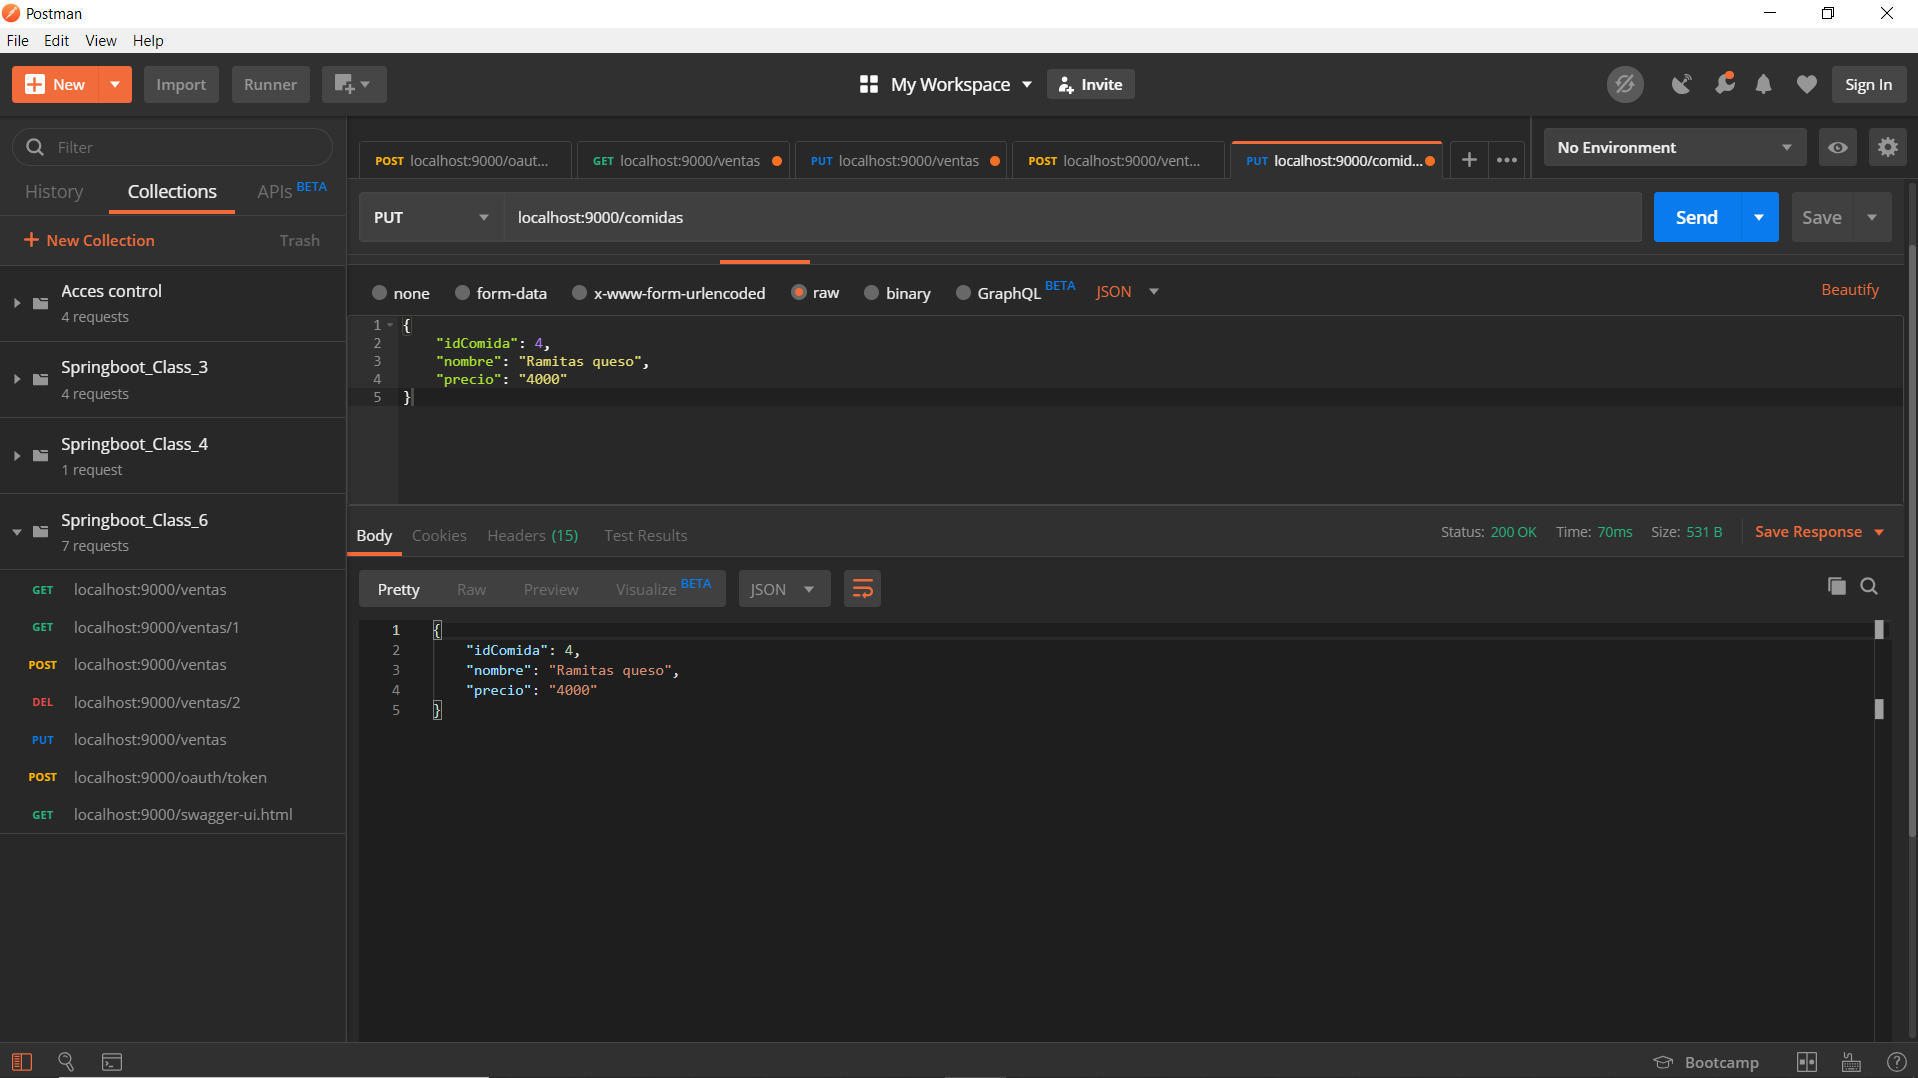 Postman
File Edit View Help
New Import Runner My Workspace Invite Sign In
Filter
History Collections APIs BETA
New Collection Trash
Acces control
4 requests
Springboot_Class_3
4 requests
Springboot_Class_4
1 request
Springboot_Class_6
7 requests
GET localhost:9000/ventas
GET localhost:9000/ventas/1
POST localhost:9000/ventas
DEL localhost:9000/ventas/2
PUT localhost:9000/ventas
POST localhost:9000/oauth/token
GET localhost:9000/swagger-ui.html
POST localhost:9000/oaut... GET localhost:9000/ventas PUT localhost:9000/ventas POST localhost:9000/vent... PUT localhost:9000/comid... No Environment
PUT localhost:9000/comidas Send Save
none form-data x-www-form-urlencoded raw binary GraphQL BETA JSON Beautify
1 {
2 "idComida": 4,
3 "nombre": "Ramitas queso",
4 "precio": "4000"
5 }
Body Cookies Headers (15) Test Results Status: 200 OK Time: 70ms Size: 531 B Save Response
Pretty Raw Preview Visualize BETA JSON
1 {
2 "idComida": 4,
3 "nombre": "Ramitas queso",
4 "precio": "4000"
5 }
Bootcamp